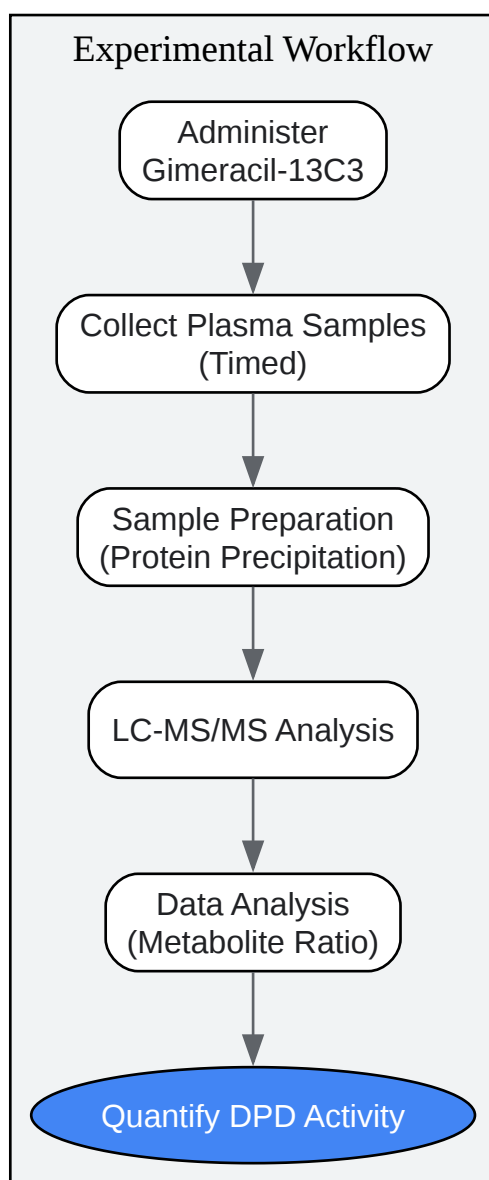 Experimental Workflow
Administer
Gimeracil-13C3
Collect Plasma Samples
(Timed)
Sample Preparation
(Protein Precipitation)
LC-MS/MS Analysis
Data Analysis
(Metabolite Ratio)
Quantify DPD Activity